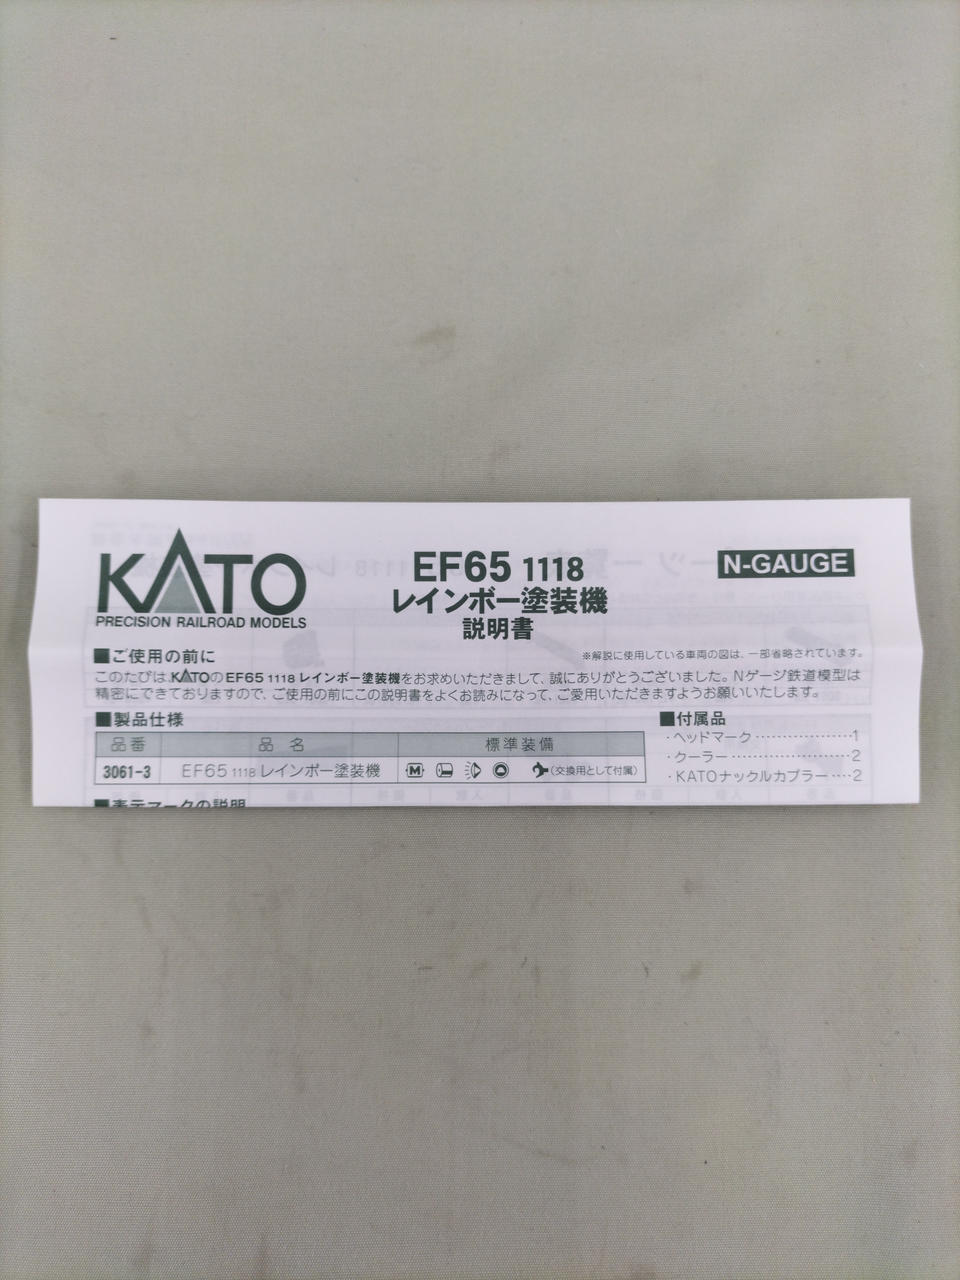 KATO
PRECISION RAILROAD MODELS
EF65 1118
レインボー塗装機
説明書
N-GAUGE
■ご使用の前に
※解説に使用している車両の図は、一部省略されています。
このたびは、KATOのEF65 1118 レインボー塗装機をお求めいただきまして、誠にありがとうございました。Nゲージ鉄道模型は
精密にできておりますので、ご使用の前にこの説明書をよくお読みになって、ご愛用いただきますようお願いいたします。
■製品仕様
品番 品名 標準装備
3061-3 EF65 1118 レインボー塗装機 M (交換用として付属)
■付属品
・ヘッドマーク………………1
・クーラー……………………2
・KATOナックルカプラー……2
■表示マークの説明